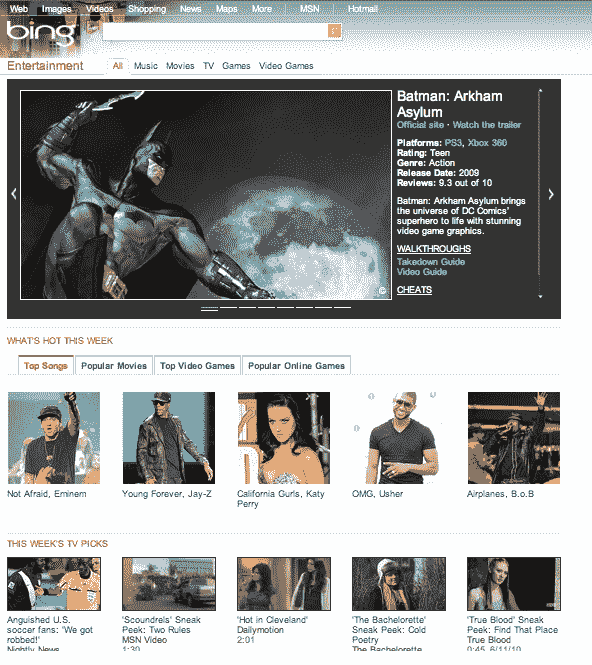 Web Images Videos Shopping News Maps More | MSN | Hotmail
bing
Entertainment All Music Movies TV Games Video Games
Batman: Arkham
Asylum
Official site · Watch the trailer
Platforms: PS3, Xbox 360
Rating: Teen
Genre: Action
Release Date: 2009
Reviews: 9.3 out of 10
Batman: Arkham Asylum brings
the universe of DC Comics'
superhero to life with stunning
video game graphics.
WALKTHROUGHS
Takedown Guide
Video Guide
CHEATS
©
WHAT'S HOT THIS WEEK
Top Songs Popular Movies Top Video Games Popular Online Games
Not Afraid, Eminem
Young Forever, Jay-Z
California Gurls, Katy
Perry
OMG, Usher
Airplanes, B.o.B
THIS WEEK'S TV PICKS
Anguished U.S.
soccer fans: 'We got
robbed!'
Nightly News
'Scoundrels' Sneak
Peek: Two Rules
MSN Video
1:30
'Hot in Cleveland'
Dailymotion
2:01
'The Bachelorette'
Sneak Peek: Cold
Poetry
The Bachelorette
'True Blood' Sneak
Peek: Find That Place
True Blood
0:45, 6/11/10